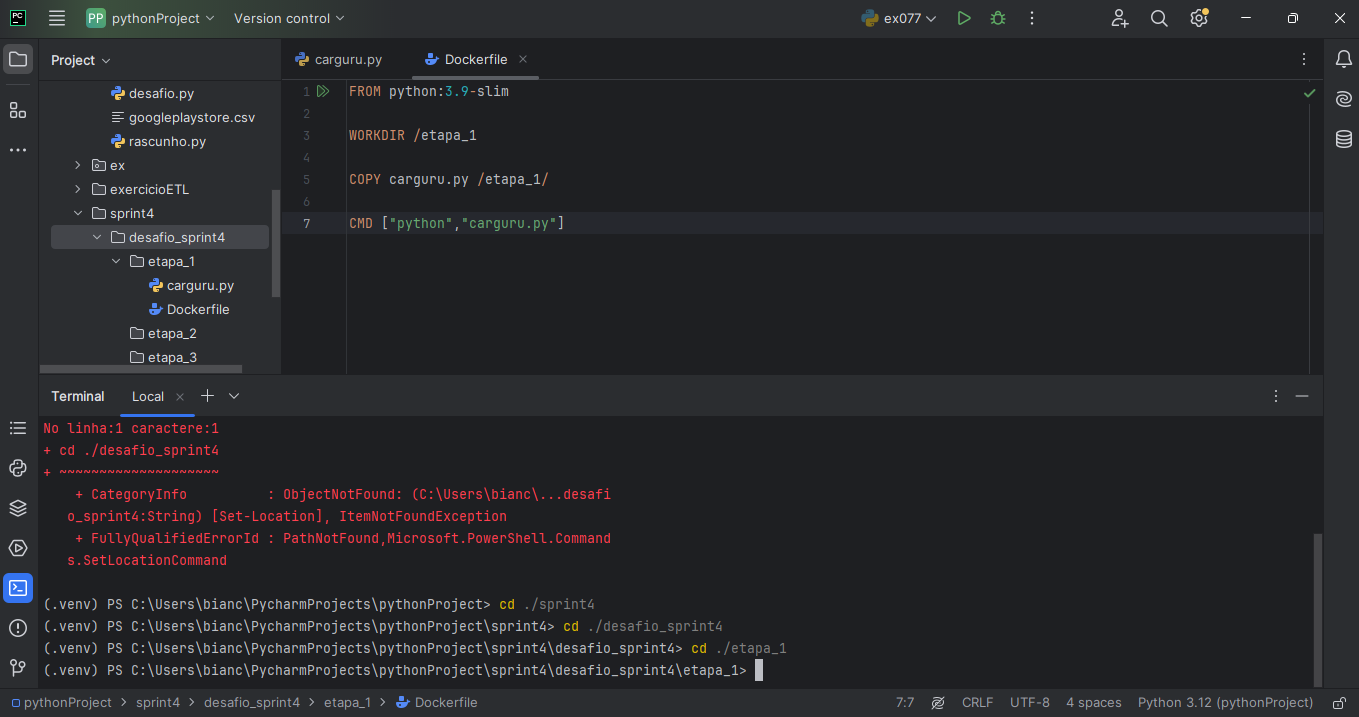 PC PP pythonProject Version control ex077
Project
desafio.py
googleplaystore.csv
rascunho.py
ex
exercicioETL
sprint4
desafio_sprint4
etapa_1
carguru.py
Dockerfile
etapa_2
etapa_3
carguru.py Dockerfile
1 FROM python:3.9-slim
2
3 WORKDIR /etapa_1
4
5 COPY carguru.py /etapa_1/
6
7 CMD ["python","carguru.py"]
Terminal Local
No linha:1 caractere:1
+ cd ./desafio_sprint4
+ ~~~~~~~~~~~~~~~~~~~~
+ CategoryInfo : ObjectNotFound: (C:\Users\bianc\...desafi
o_sprint4:String) [Set-Location], ItemNotFoundException
+ FullyQualifiedErrorId : PathNotFound,Microsoft.PowerShell.Command
s.SetLocationCommand
(.venv) PS C:\Users\bianc\PycharmProjects\pythonProject> cd ./sprint4
(.venv) PS C:\Users\bianc\PycharmProjects\pythonProject\sprint4> cd ./desafio_sprint4
(.venv) PS C:\Users\bianc\PycharmProjects\pythonProject\sprint4\desafio_sprint4> cd ./etapa_1
(.venv) PS C:\Users\bianc\PycharmProjects\pythonProject\sprint4\desafio_sprint4\etapa_1>
pythonProject > sprint4 > desafio_sprint4 > etapa_1 > Dockerfile 7:7 CRLF UTF-8 4 spaces Python 3.12 (pythonProject)